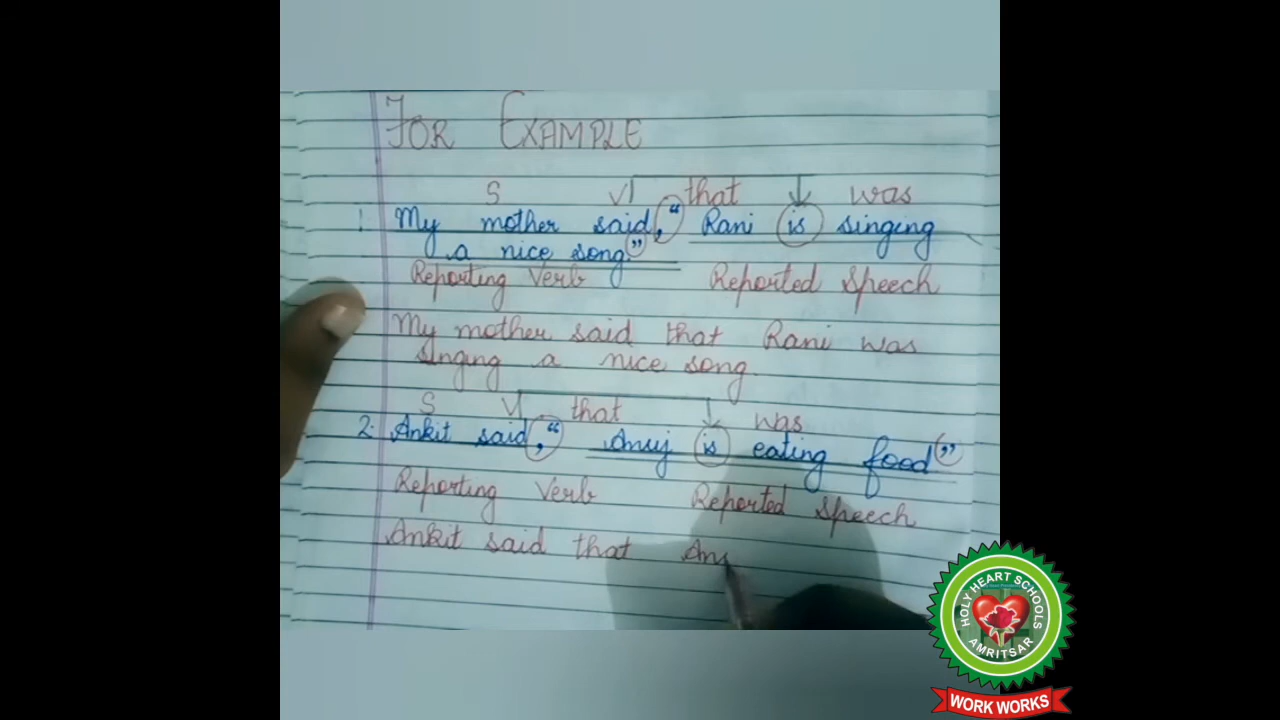 FOR EXAMPLE
S V that was
1. My mother said, “ Rani is singing
a nice song.”
Reporting Verb Reported Speech
My mother said that Rani was
singing a nice song.
S V that was
2. Ankit said, “ Anuj is eating food”
Reporting Verb Reported Speech
Ankit said that Anu
HOLY HEART SCHOOLS
AMRITSAR
WORK WORKS